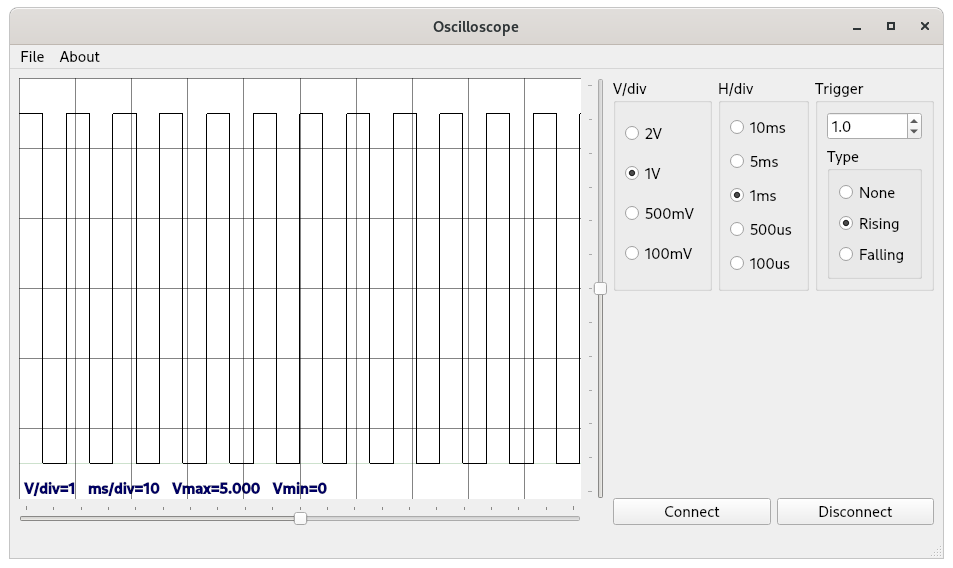 Oscilloscope
File About
V/div
2V
1V
500mV
100mV
H/div
10ms
5ms
1ms
500us
100us
Trigger
1.0
Type
None
Rising
Falling
V/div=1 ms/div=10 Vmax=5.000 Vmin=0
Connect
Disconnect